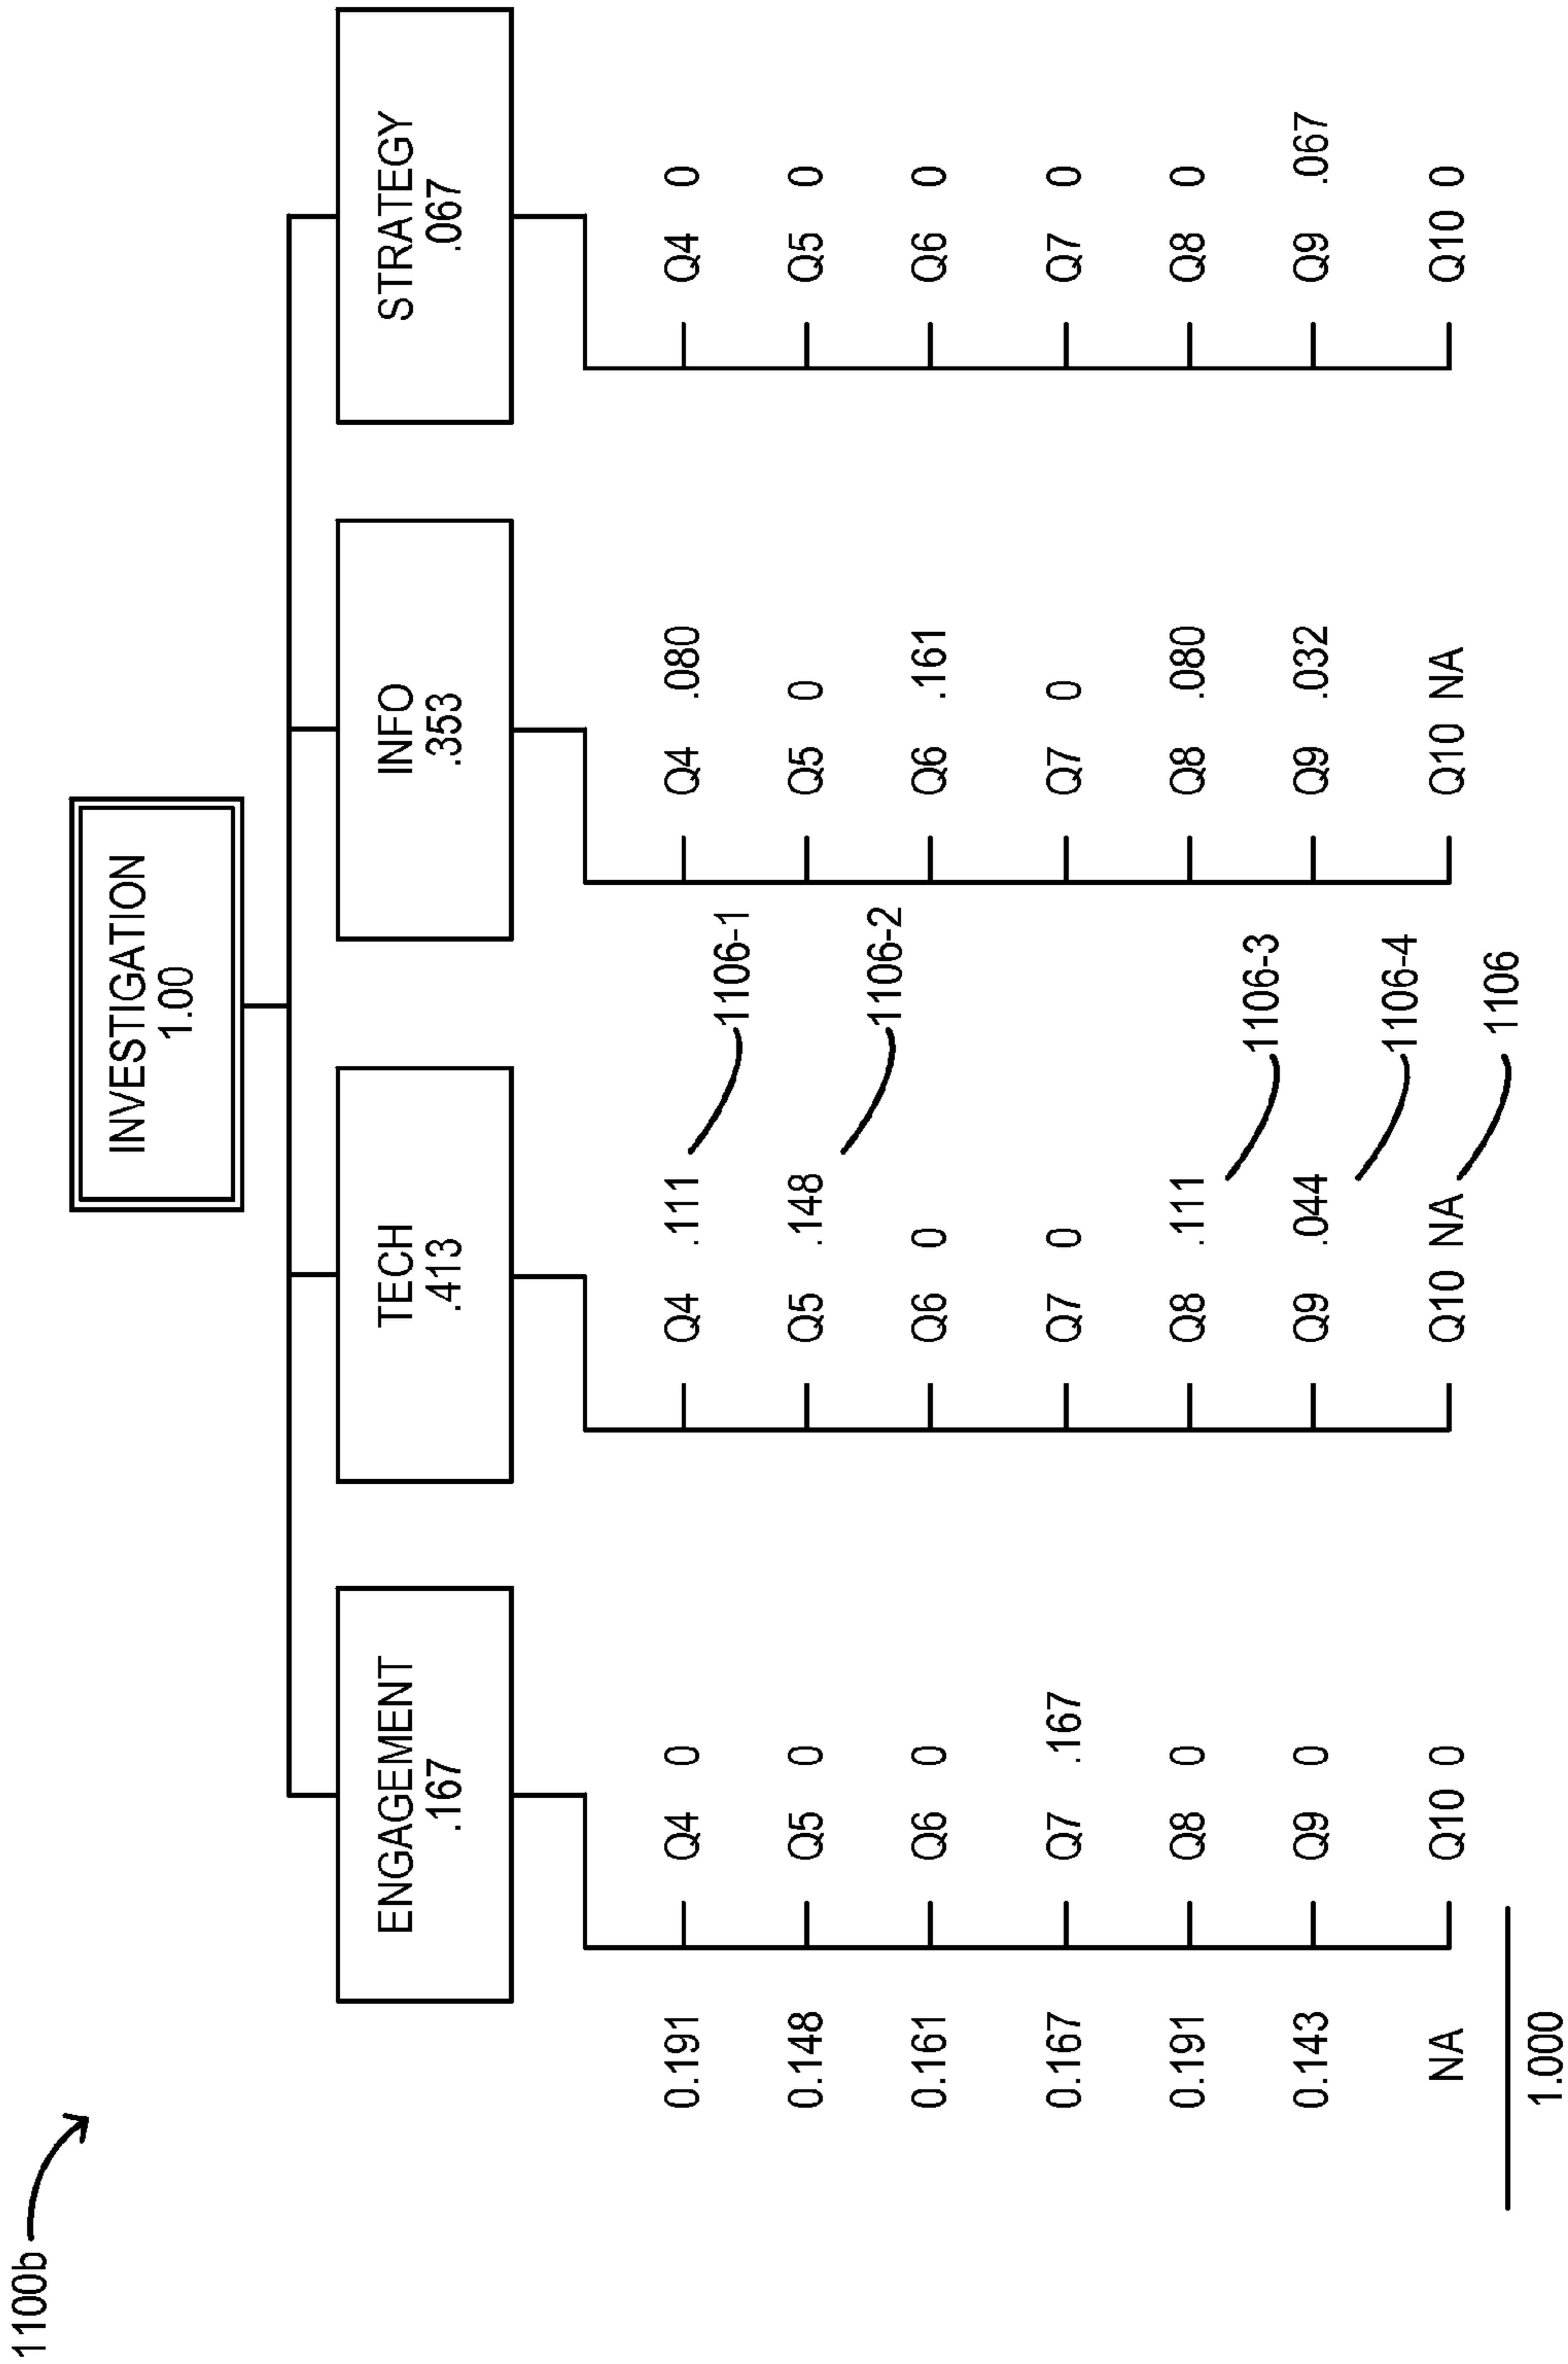 1100b
INVESTIGATION
1.00
ENGAGEMENT
.167
TECH
.413
INFO
.353
STRATEGY
.067
0.191 Q4 0 Q4 .111 Q4 .080 Q4 0
1106-1
0.148 Q5 0 Q5 .148 Q5 0 Q5 0
1106-2
0.161 Q6 0 Q6 0 Q6 .161 Q6 0
0.167 Q7 .167 Q7 0 Q7 0 Q7 0
0.191 Q8 0 Q8 .111 Q8 .080 Q8 0
1106-3
0.143 Q9 0 Q9 .044 Q9 .032 Q9 .067
1106-4
NA Q10 0 Q10 NA Q10 NA Q10 0
1106
1.000